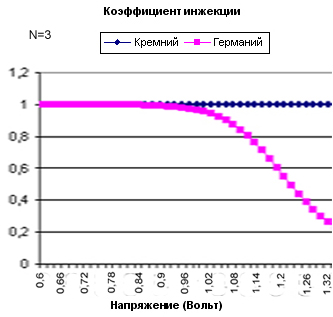 Коэффициент инжекции
N=3
Кремний Германий
1,2
1
0,8
0,6
0,4
0,2
0
0,6 0,66 0,72 0,78 0,84 0,9 0,96 1,02 1,08 1,14 1,2 1,26 1,32
Напряжение (Вольт)